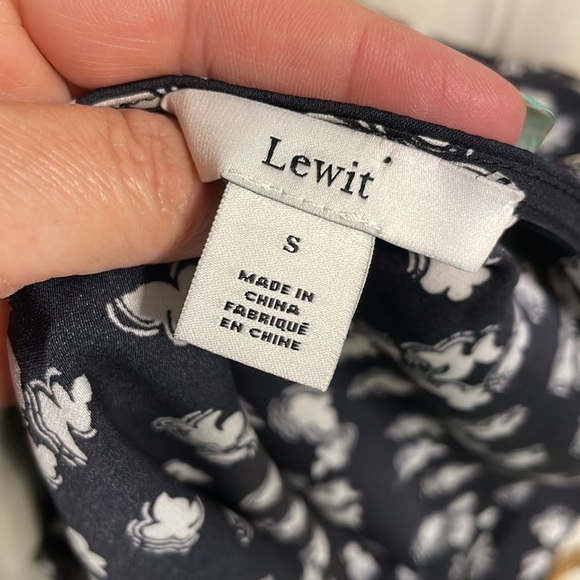 Lewit
S
MADE IN
CHINA
FABRIQUÉ
EN CHINE